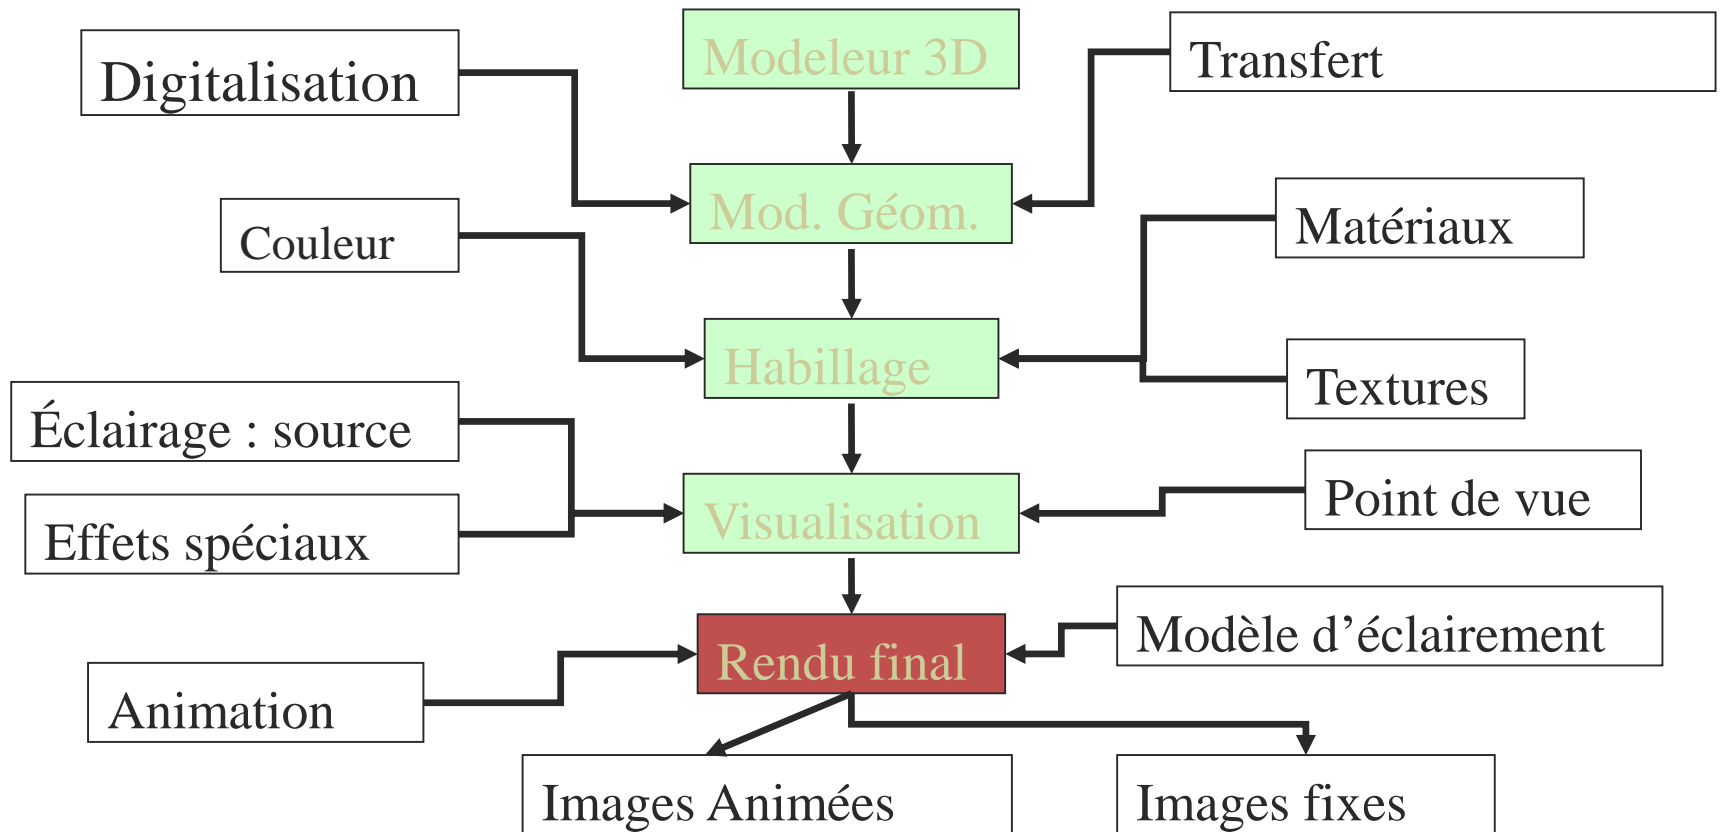 Modeleur 3D
Transfert
Digitalisation
Mod. Géom.
Matériaux
Couleur
Habillage
Textures
Éclairage : source
Point de vue
Visualisation
Effets spéciaux
Modèle d’éclairement
Rendu final
Animation
Images Animées
Images fixes